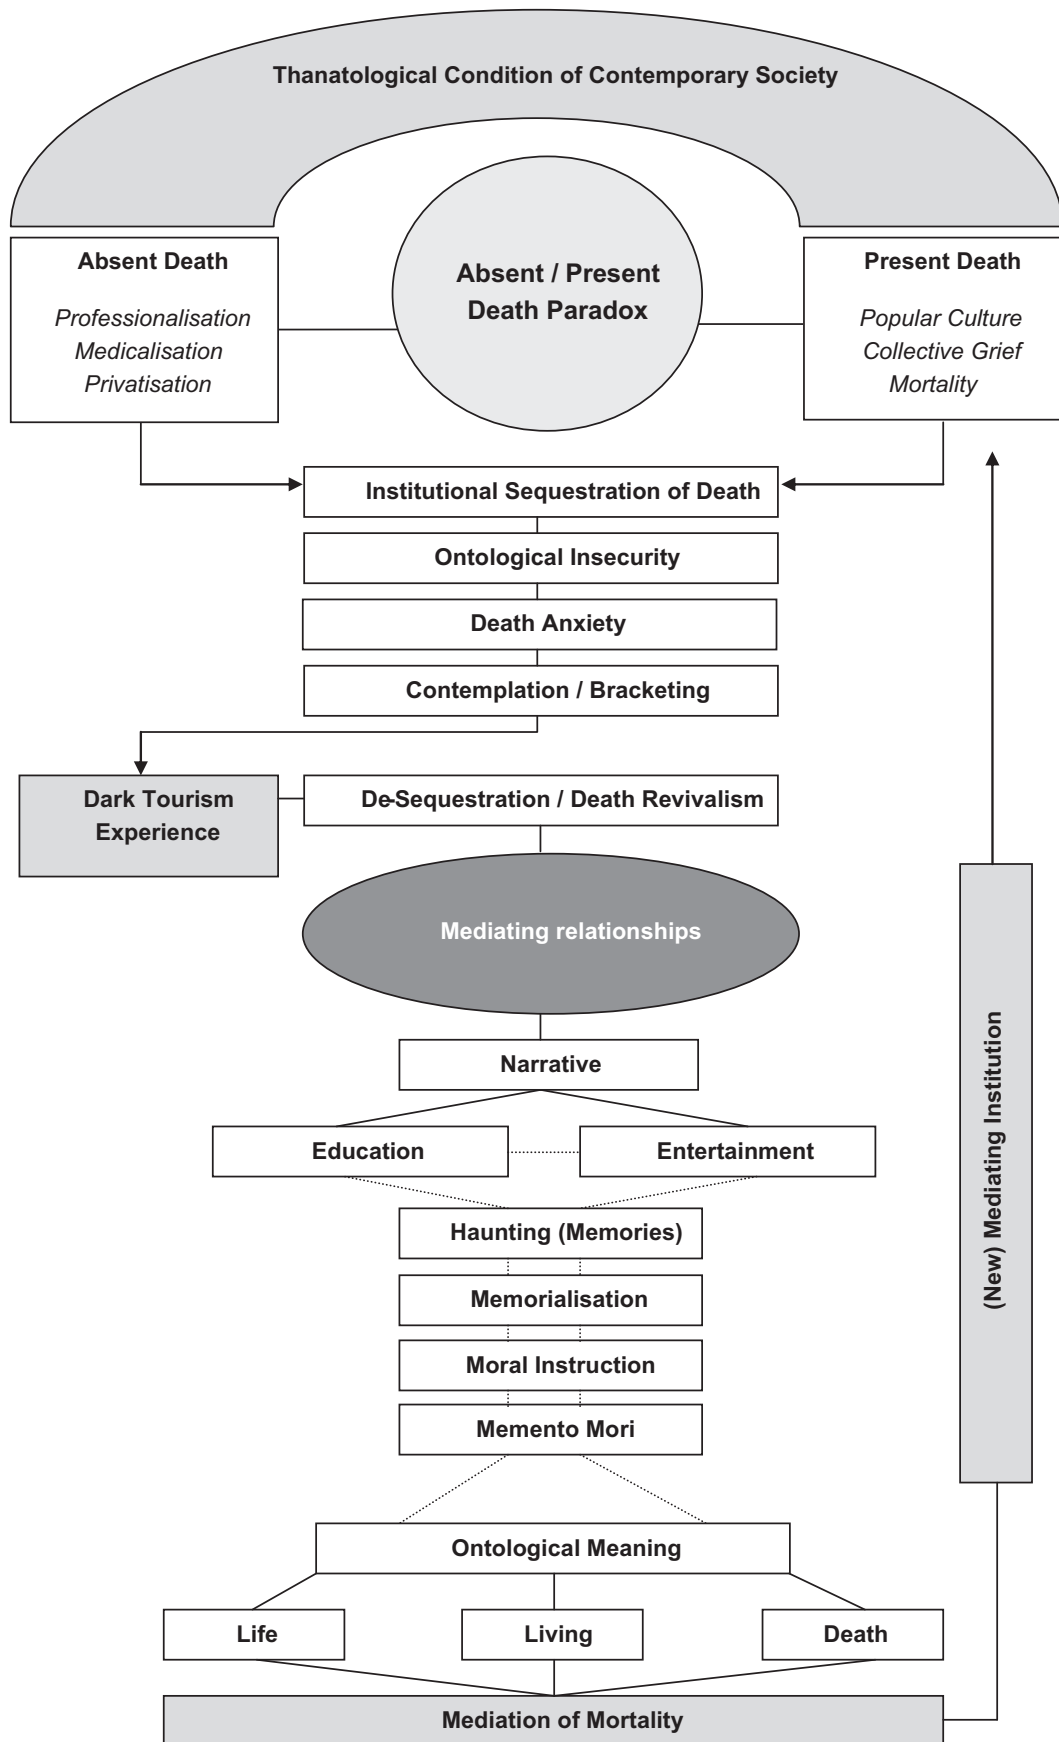 Thanatological Condition of Contemporary Society
Absent Death
Professionalisation
Medicalisation
Privatisation
Absent / Present
Death Paradox
Present Death
Popular Culture
Collective Grief
Mortality
Institutional Sequestration of Death
Ontological Insecurity
Death Anxiety
Contemplation / Bracketing
Dark Tourism
Experience
De-Sequestration / Death Revivalism
Mediating relationships
Narrative
Education
Entertainment
Haunting (Memories)
Memorialisation
Moral Instruction
Memento Mori
(New) Mediating Institution
Ontological Meaning
Life
Living
Death
Mediation of Mortality